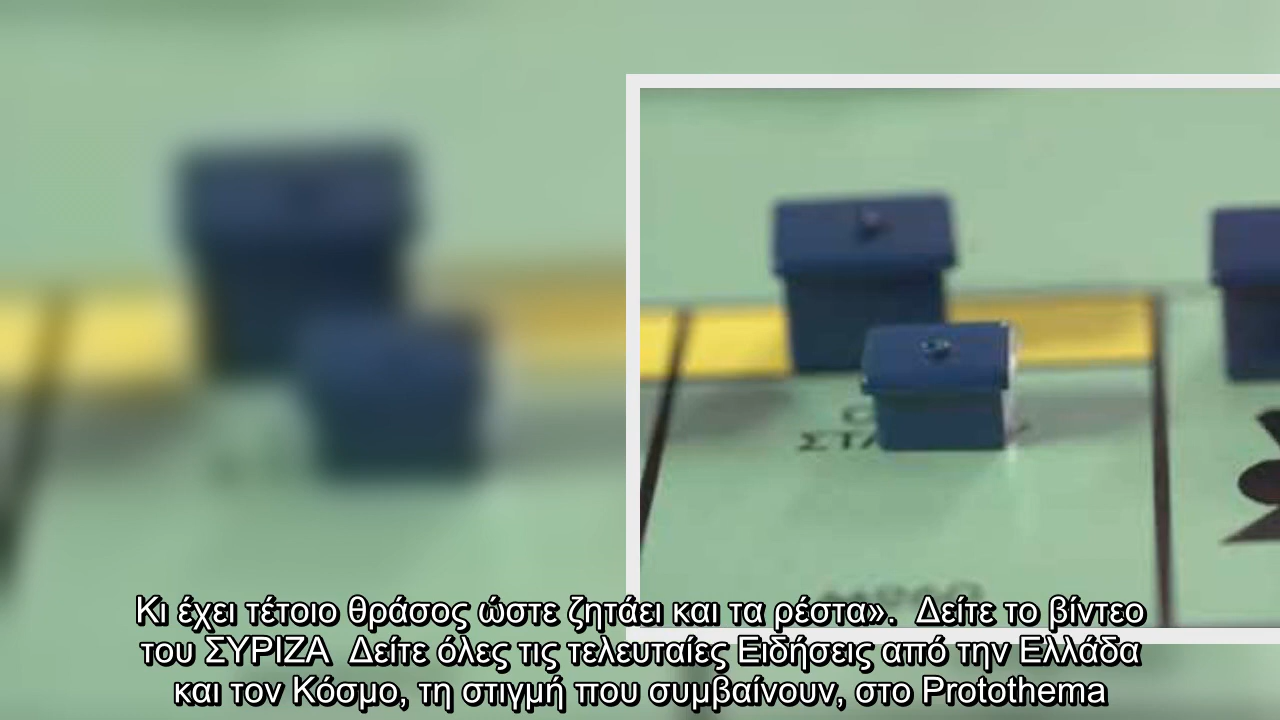 Κι έχει τέτοιο θράσος ώστε ζητάει και τα ρέστα».  Δείτε το βίντεο
του ΣΥΡΙΖΑ  Δείτε όλες τις τελευταίες Ειδήσεις από την Ελλάδα
και τον Κόσμο, τη στιγμή που συμβαίνουν, στο Protothema